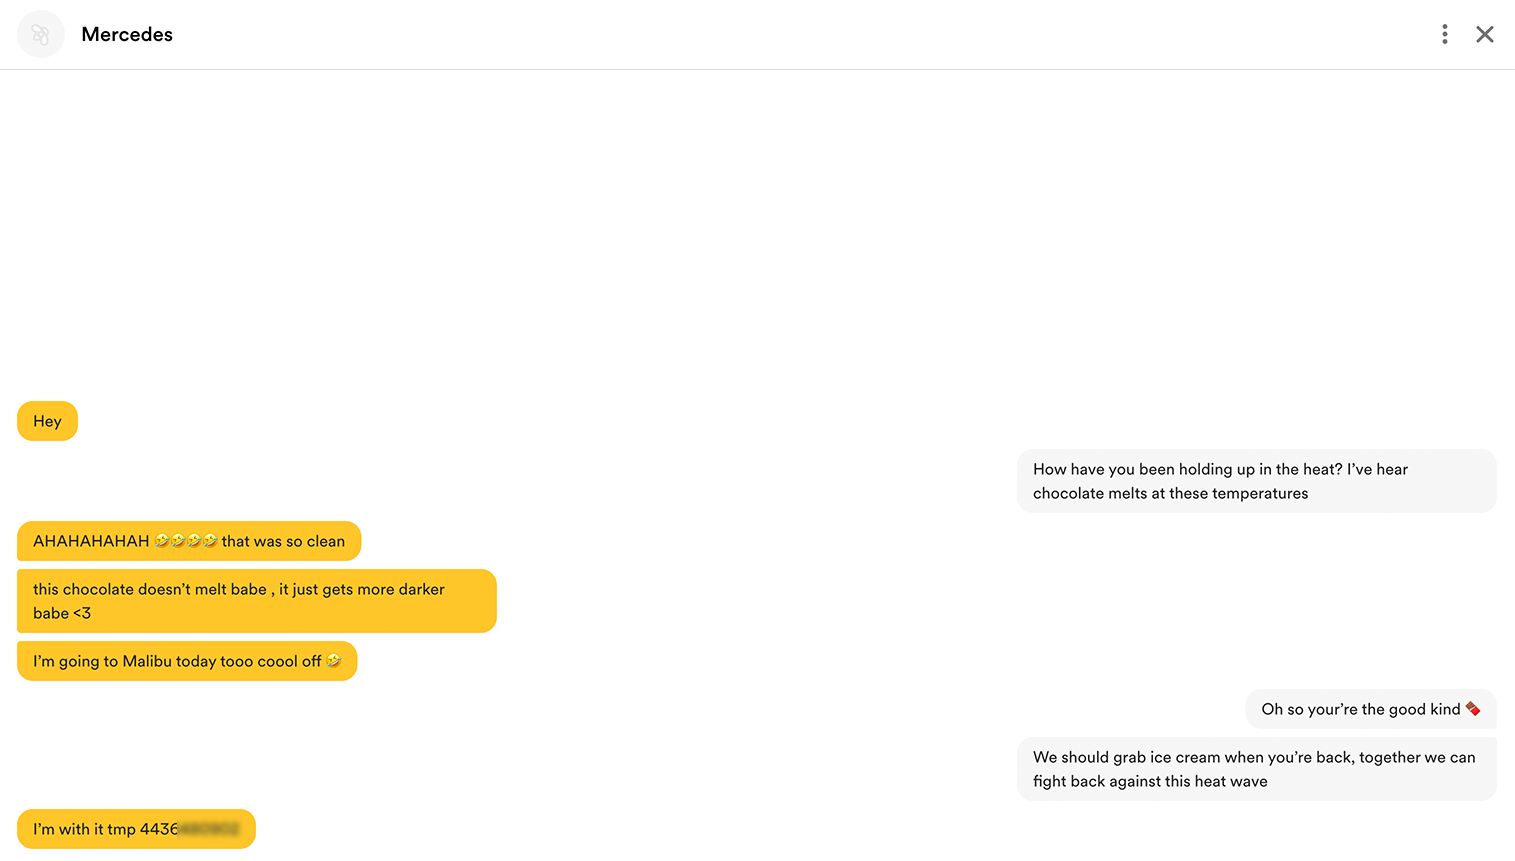 Mercedes
Hey
How have you been holding up in the heat? I’ve hear
chocolate melts at these temperatures
AHAHAHAHAH 🤣🤣🤣🤣 that was so clean
this chocolate doesn’t melt babe , it just gets more darker
babe <3
I’m going to Malibu today tooo coool off 🤣
Oh so your’re the good kind 🍫
We should grab ice cream when you’re back, together we can
fight back against this heat wave
I’m with it tmp 4436